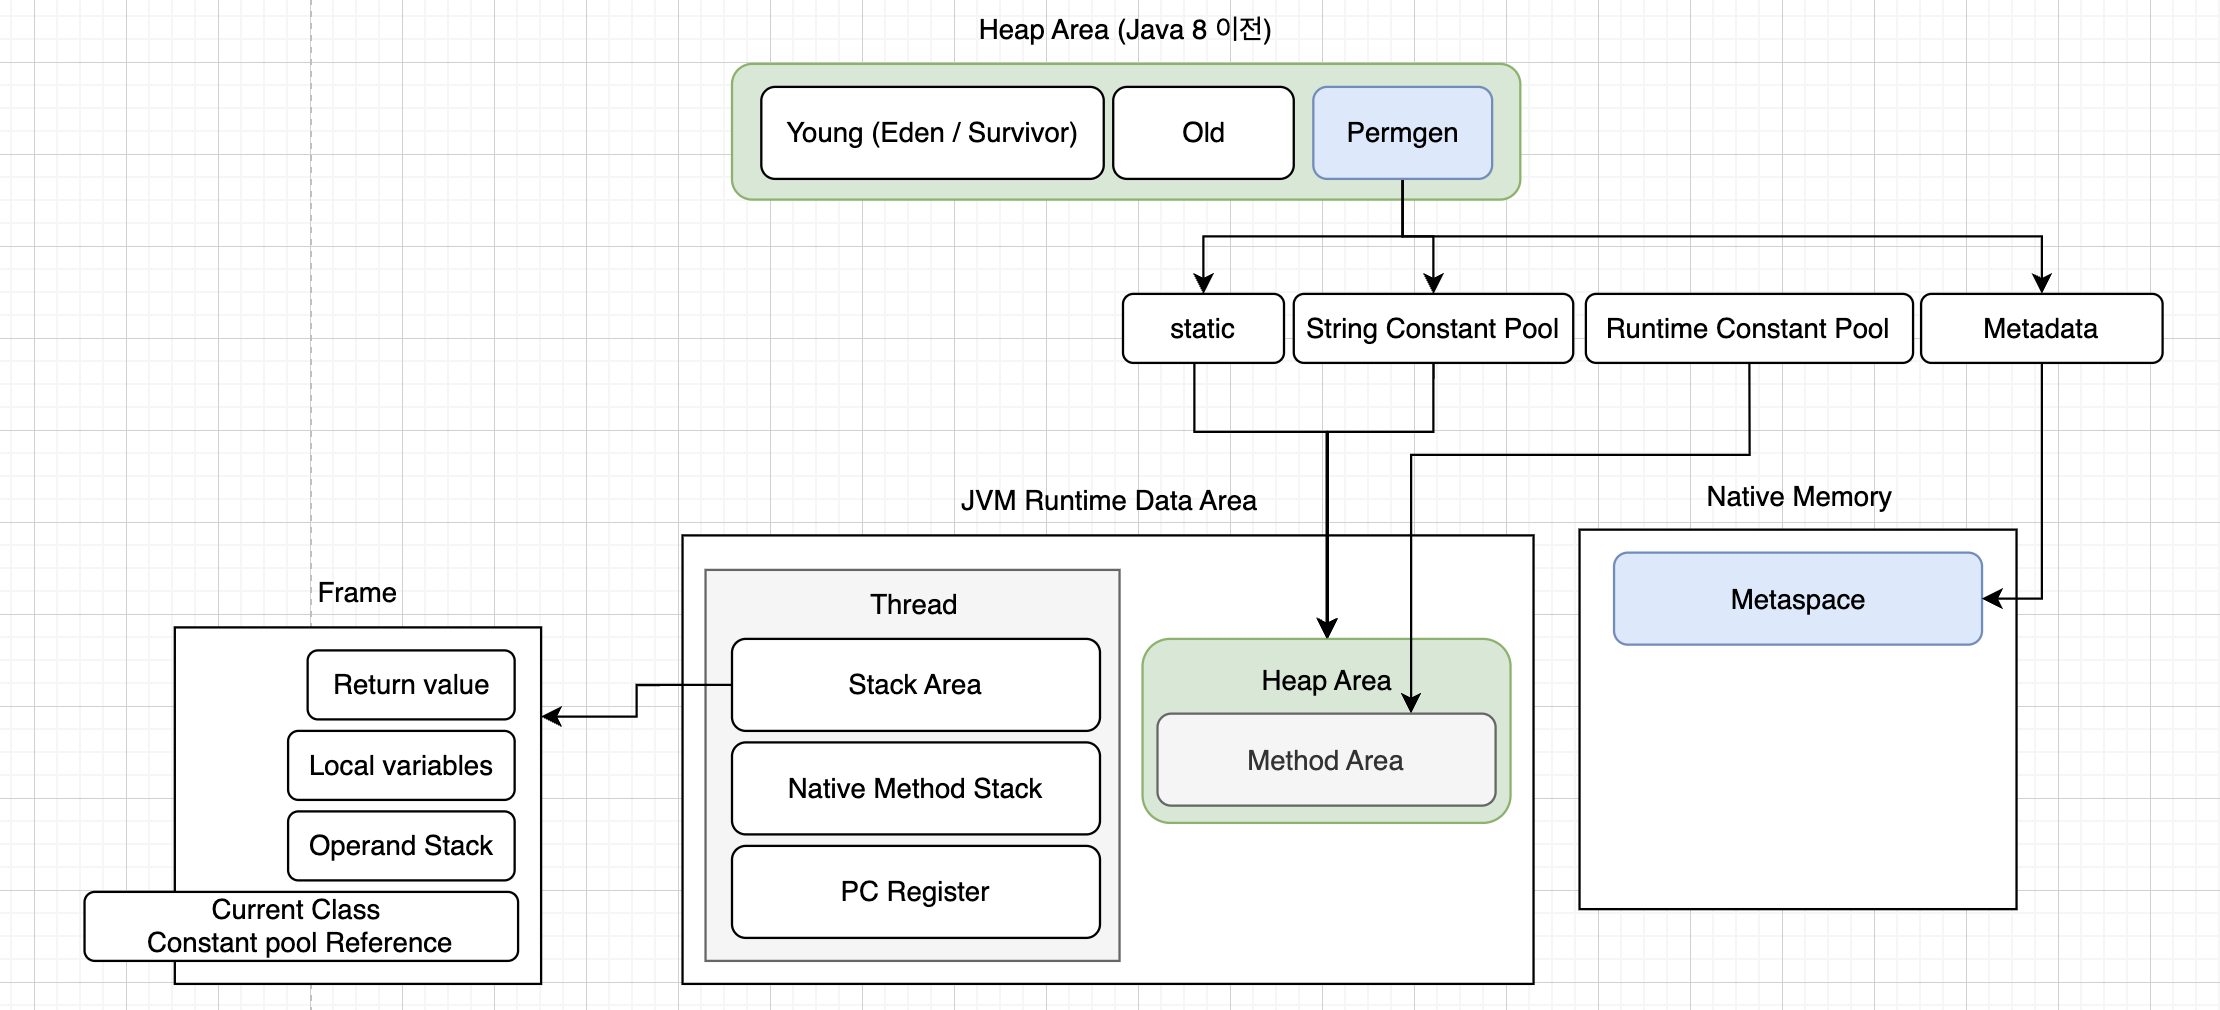 Heap Area (Java 8 이전)
Young (Eden / Survivor)
Old
Permgen
static
String Constant Pool
Runtime Constant Pool
Metadata
JVM Runtime Data Area
Native Memory
Frame
Thread
Metaspace
Return value
Stack Area
Heap Area
Local variables
Native Method Stack
Method Area
Operand Stack
PC Register
Current Class
Constant pool Reference